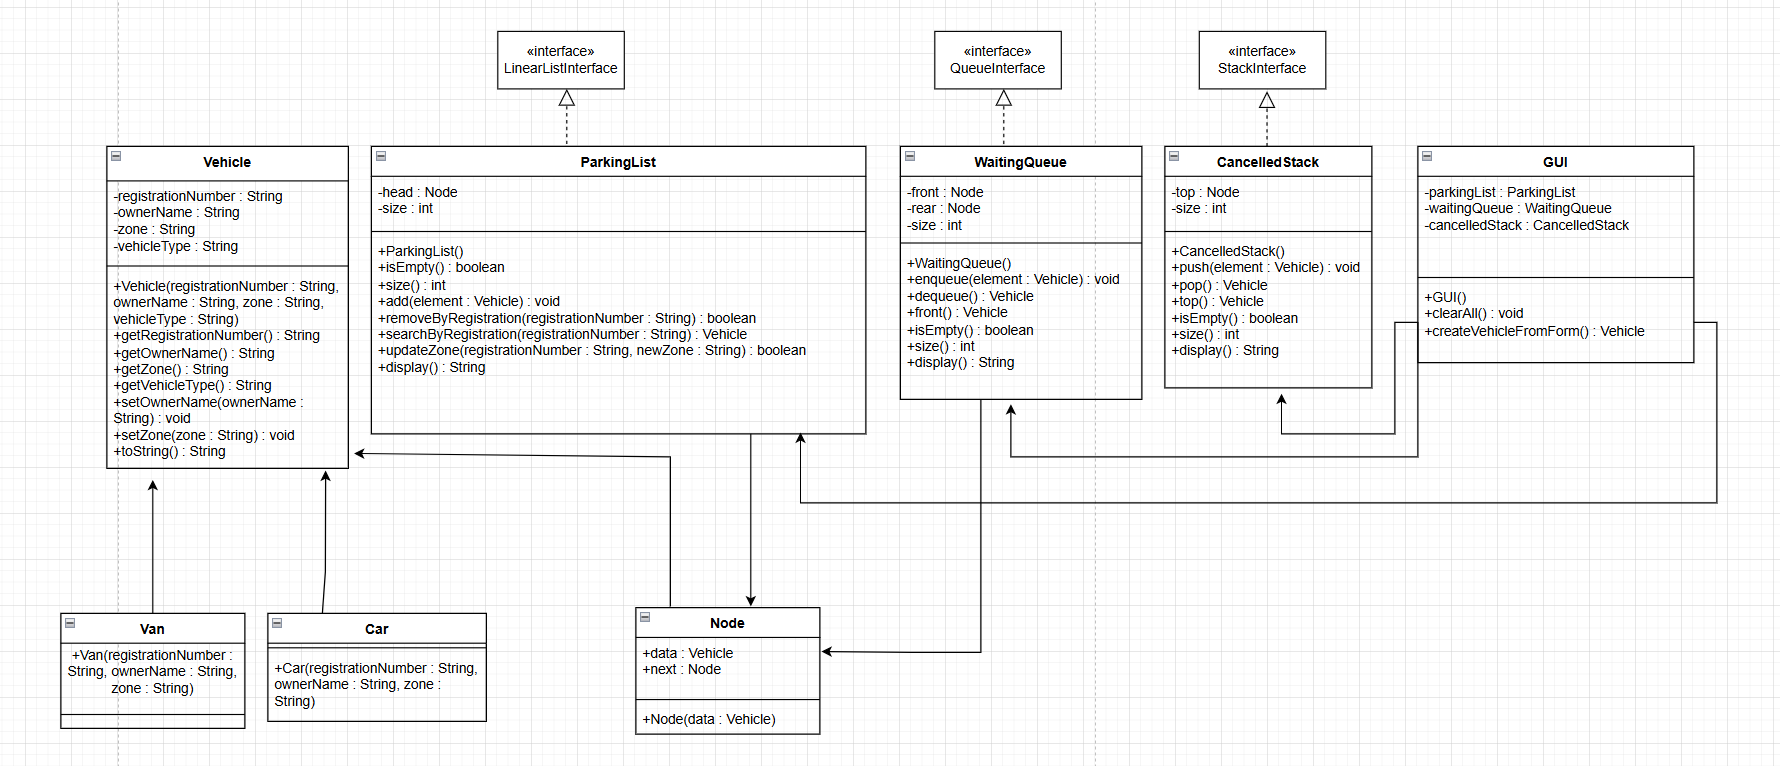 «interface»
LinearListInterface
«interface»
QueueInterface
«interface»
StackInterface
Vehicle
-registrationNumber : String
-ownerName : String
-zone : String
-vehicleType : String
+Vehicle(registrationNumber : String,
ownerName : String, zone : String,
vehicleType : String)
+getRegistrationNumber() : String
+getOwnerName() : String
+getZone() : String
+getVehicleType() : String
+setOwnerName(ownerName :
String) : void
+setZone(zone : String) : void
+toString() : String
ParkingList
-head : Node
-size : int
+ParkingList()
+isEmpty() : boolean
+size() : int
+add(element : Vehicle) : void
+removeByRegistration(registrationNumber : String) : boolean
+searchByRegistration(registrationNumber : String) : Vehicle
+updateZone(registrationNumber : String, newZone : String) : boolean
+display() : String
WaitingQueue
-front : Node
-rear : Node
-size : int
+WaitingQueue()
+enqueue(element : Vehicle) : void
+dequeue() : Vehicle
+front() : Vehicle
+isEmpty() : boolean
+size() : int
+display() : String
CancelledStack
-top : Node
-size : int
+CancelledStack()
+push(element : Vehicle) : void
+pop() : Vehicle
+top() : Vehicle
+isEmpty() : boolean
+size() : int
+display() : String
GUI
-parkingList : ParkingList
-waitingQueue : WaitingQueue
-cancelledStack : CancelledStack
+GUI()
+clearAll() : void
+createVehicleFromForm() : Vehicle
Van
+Van(registrationNumber :
String, ownerName : String,
zone : String)
Car
+Car(registrationNumber : String,
ownerName : String, zone :
String)
Node
+data : Vehicle
+next : Node
+Node(data : Vehicle)